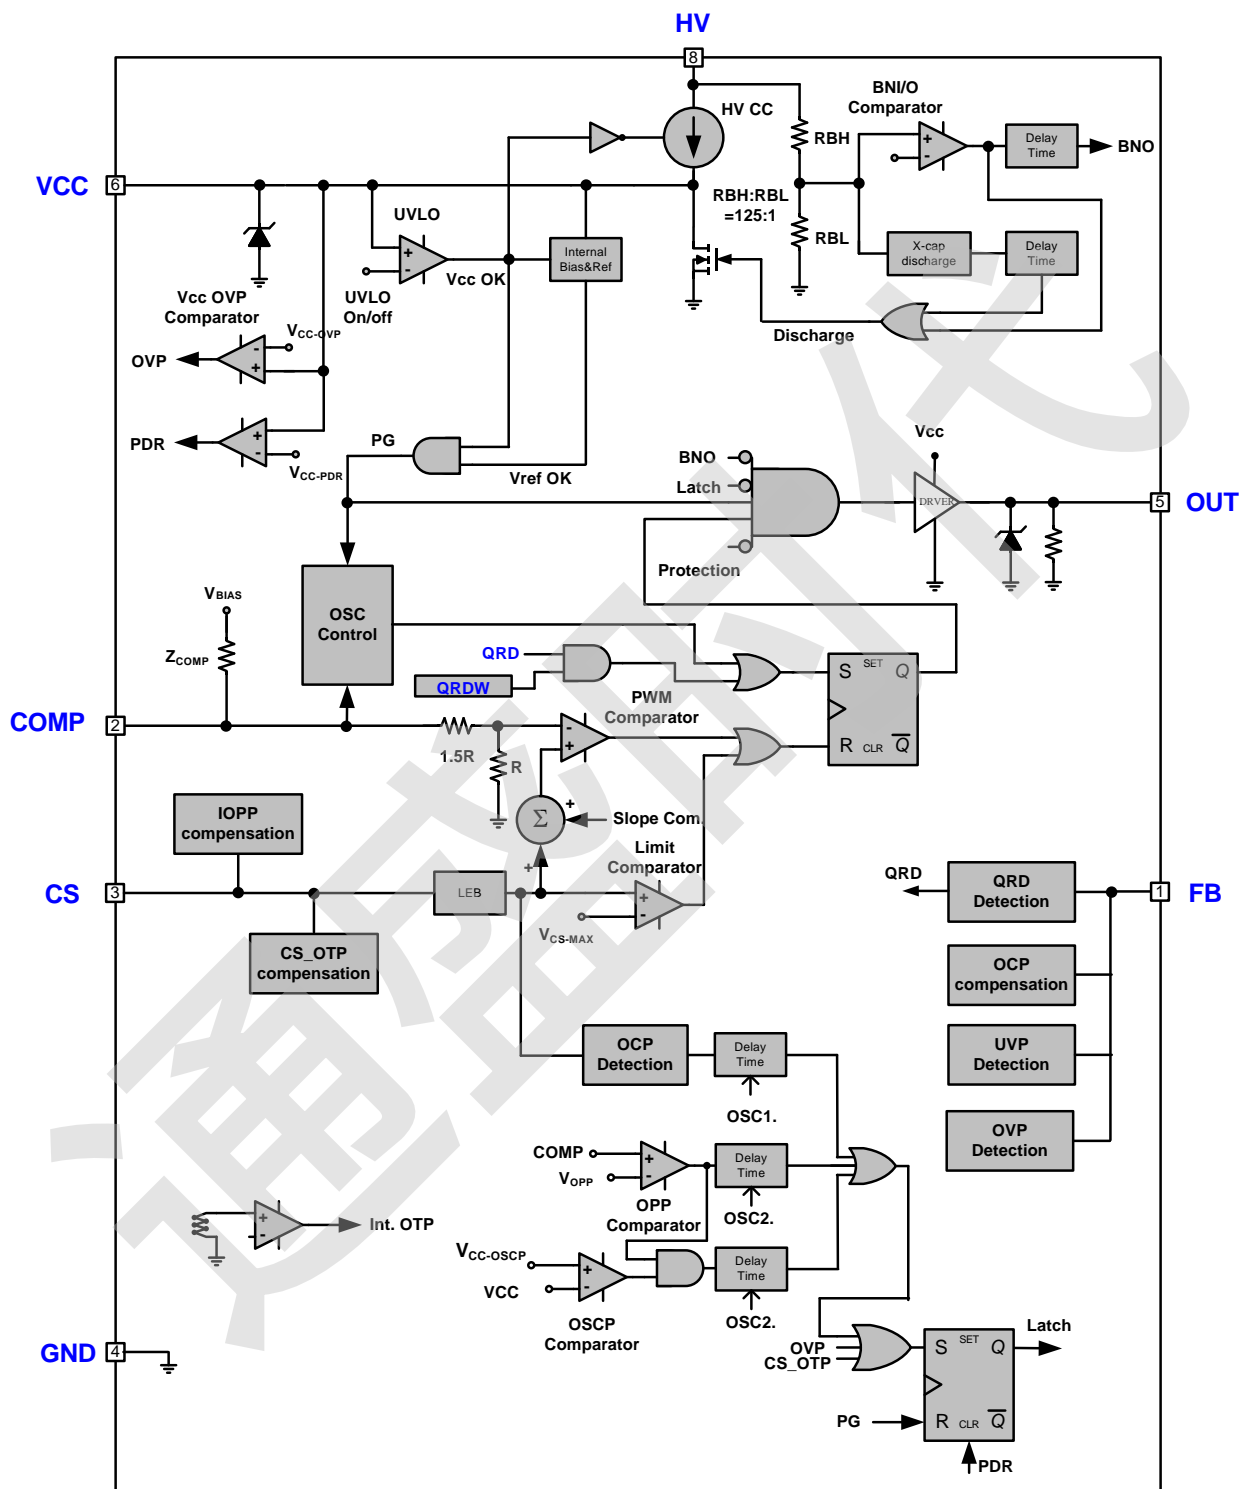 HV
8
HV CC
BNI/O
Comparator
RBH
+
-
Delay
Time
BNO
VCC
6
UVLO
+
-
Vcc OK
UVLO
On/off
Internal
Bias&Ref
RBH:RBL
=125:1
RBL
X-cap
discharge
Delay
Time
Discharge
Vcc OVP
Comparator
VCC-OVP
OVP
-
+
PDR
+
-
VCC-PDR
PG
Vref OK
BNO
Latch
Protection
Vcc
DRVER
5
OUT
VBIAS
ZCOMP
OSC
Control
QRD
QRDW
S
SET
Q
R
CLR
Q
PWM
Comparator
COMP
2
1.5R
R
-
+
Σ
+
+
Slope Com.
IOPP
compensation
CS
3
LEB
CS_OTP
compensation
Limit
Comparator
+
-
VCS-MAX
QRD
QRD
Detection
1
FB
OCP
compensation
UVP
Detection
OVP
Detection
OCP
Detection
Delay
Time
OSC1.
COMP
VOPP
+
-
OPP
Comparator
Delay
Time
OSC2.
+
-
Int. OTP
VCC-OSCP
VCC
+
-
OSCP
Comparator
Delay
Time
OSC2.
GND
4
OVP
CS_OTP
S
SET
Q
Latch
PG
R
CLR
Q
PDR
通盛时代